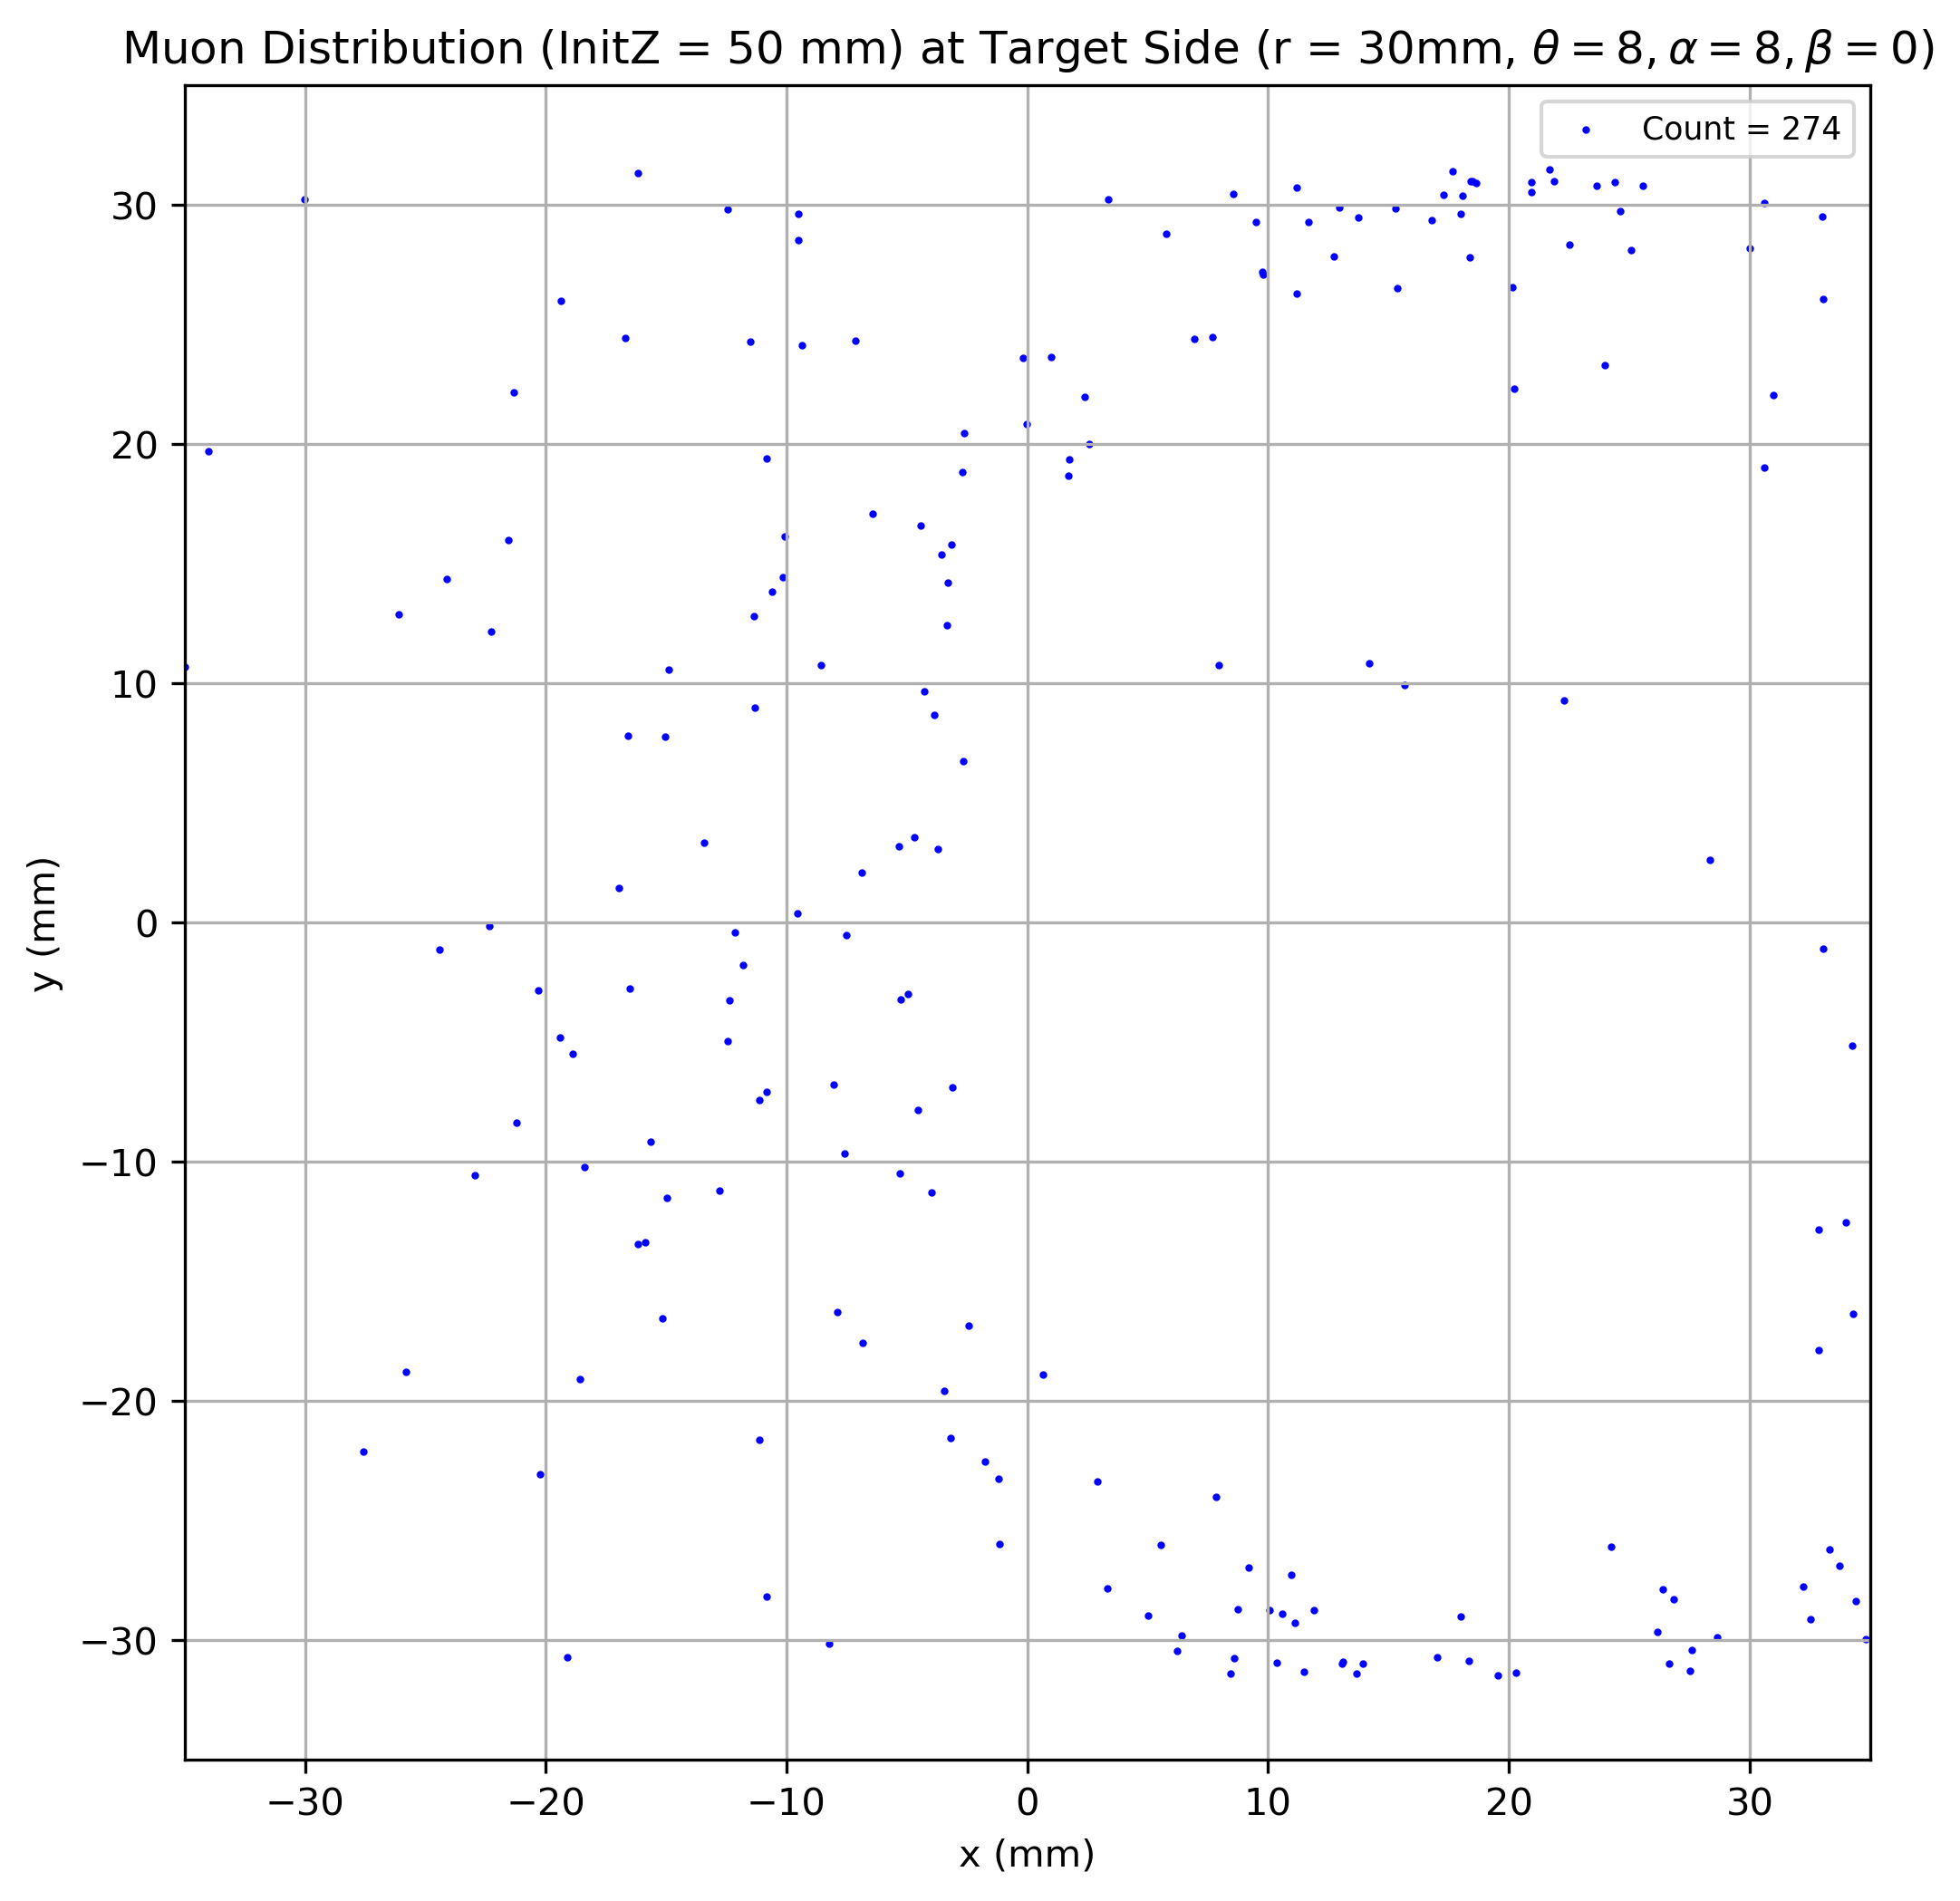 Muon Distribution (InitZ = 50 mm) at Target Side (r = 30mm, θ = 8, α = 8, β = 0)
Count = 274
30
20
10
0
−10
−20
−30
y (mm)
−30 −20 −10 0 10 20 30
x (mm)